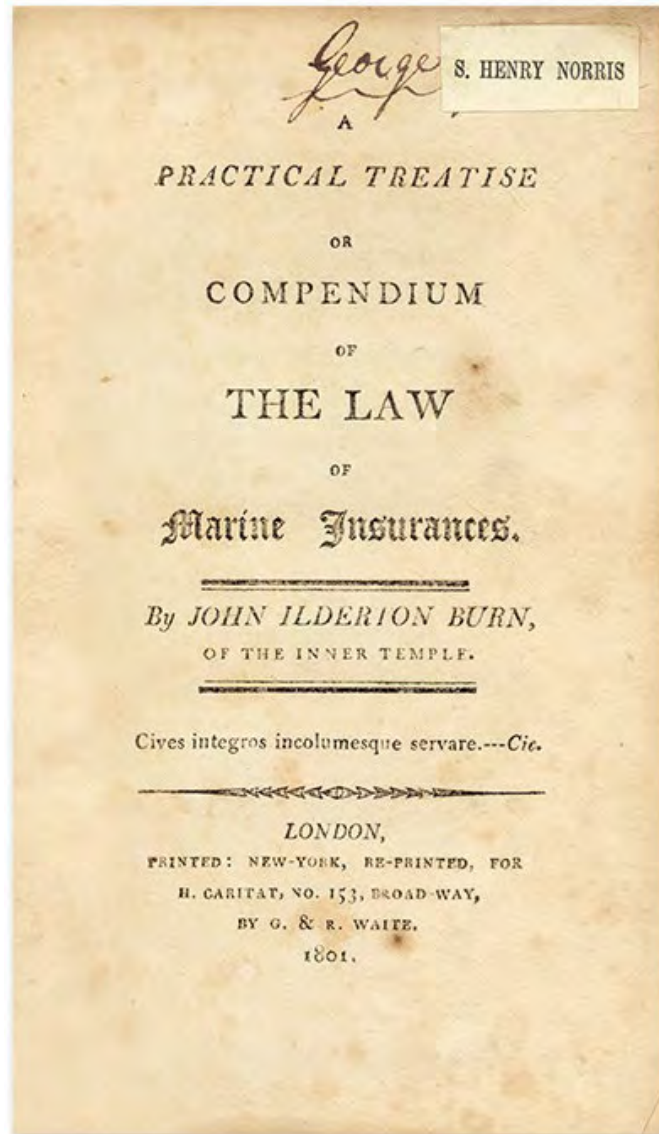 George
S. HENRY NORRIS
A
PRACTICAL TREATISE
OR
COMPENDIUM
OF
THE LAW
OF
Marine Insurances.
By JOHN ILDERTON BURN,
OF THE INNER TEMPLE.
Cives integros incolumesque servare.---Cic.
LONDON,
PRINTED: NEW-YORK, RE-PRINTED, FOR
H. CARITAT, NO. 153, BROAD-WAY,
BY G. & R. WAITE.
1801.